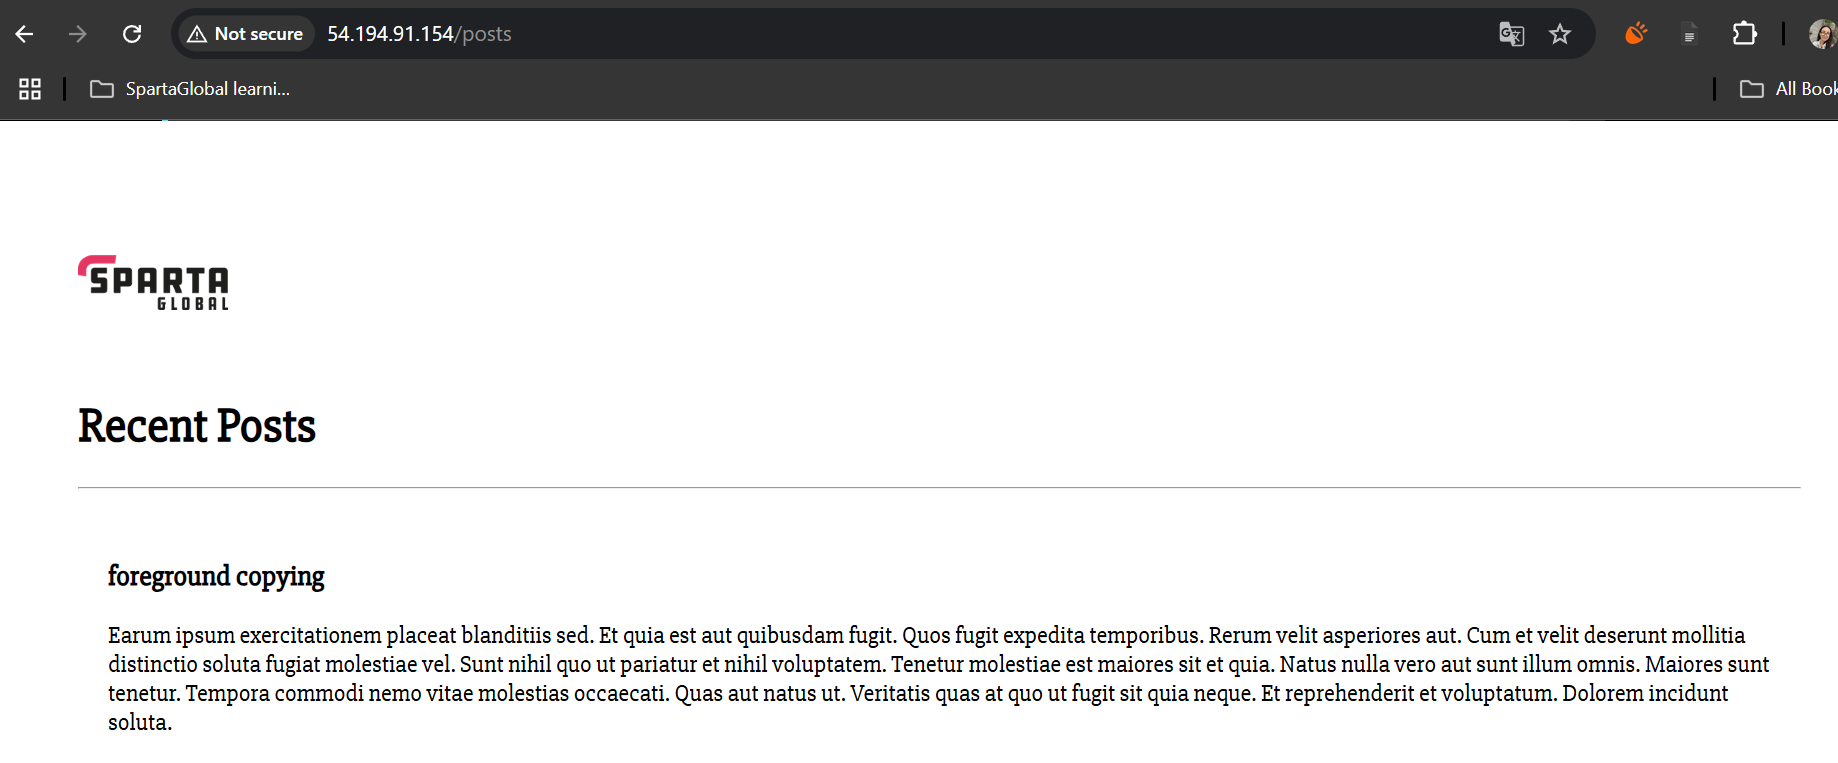 Not secure
54.194.91.154/posts
SpartaGlobal learni...
All Book
SPARTA
GLOBAL
Recent Posts
foreground copying
Earum ipsum exercitationem placeat blanditiis sed. Et quia est aut quibusdam fugit. Quos fugit expedita temporibus. Rerum velit asperiores aut. Cum et velit deserunt mollitia
distinctio soluta fugiat molestiae vel. Sunt nihil quo ut pariatur et nihil voluptatem. Tenetur molestiae est maiores sit et quia. Natus nulla vero aut sunt illum omnis. Maiores sunt
tenetur. Tempora commodi nemo vitae molestias occaecati. Quas aut natus ut. Veritatis quas at quo ut fugit sit quia neque. Et reprehenderit et voluptatum. Dolorem incidunt
soluta.